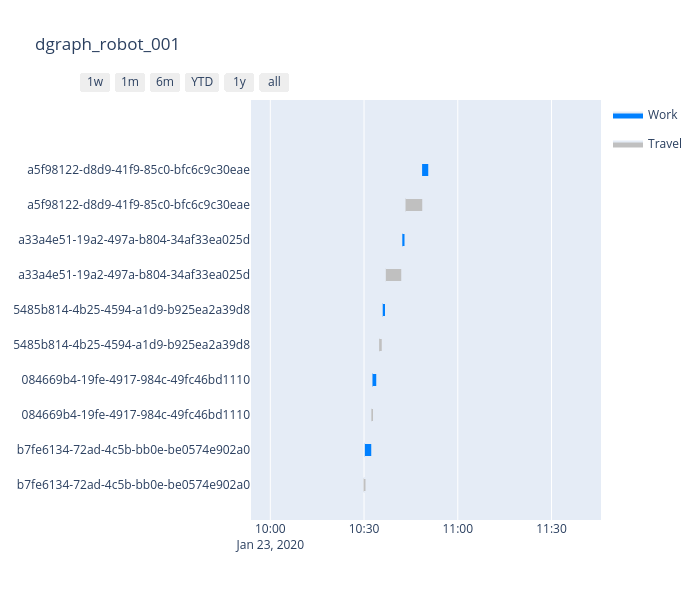 dgraph_robot_001
1w 1m 6m YTD 1y all
Work
Travel
a5f98122-d8d9-41f9-85c0-bfc6c9c30eae
a5f98122-d8d9-41f9-85c0-bfc6c9c30eae
a33a4e51-19a2-497a-b804-34af33ea025d
a33a4e51-19a2-497a-b804-34af33ea025d
5485b814-4b25-4594-a1d9-b925ea2a39d8
5485b814-4b25-4594-a1d9-b925ea2a39d8
084669b4-19fe-4917-984c-49fc46bd1110
084669b4-19fe-4917-984c-49fc46bd1110
b7fe6134-72ad-4c5b-bb0e-be0574e902a0
b7fe6134-72ad-4c5b-bb0e-be0574e902a0
10:00 10:30 11:00 11:30
Jan 23, 2020